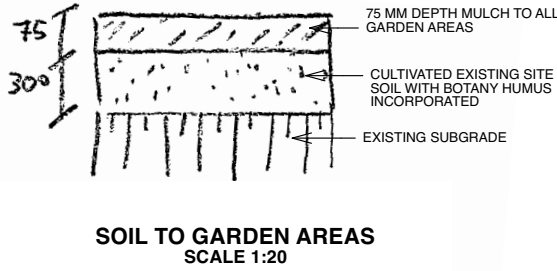 75
300
75 MM DEPTH MULCH TO ALL
GARDEN AREAS
CULTIVATED EXISTING SITE
SOIL WITH BOTANY HUMUS
INCORPORATED
EXISTING SUBGRADE
SOIL TO GARDEN AREAS
SCALE 1:20